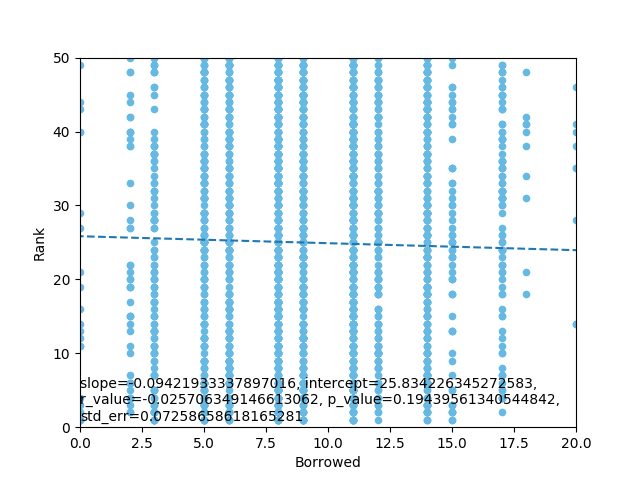 50
40
30
20
10
0
Rank
slope=-0.09421933337897016, intercept=25.834226345272583,
r_value=-0.025706349146613062, p_value=0.19439561340544842,
std_err=0.07258658618165281
0.0 2.5 5.0 7.5 10.0 12.5 15.0 17.5 20.0
Borrowed